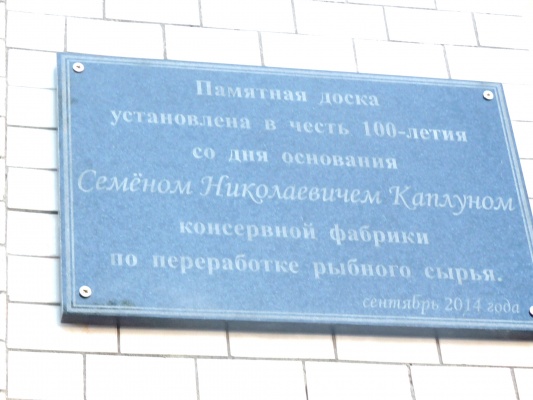 Памятная доска
установлена в честь 100-летия
со дня основания
Семёном Николаевичем Каплуном
консервной фабрики
по переработке рыбного сырья.
сентябрь 2014 года